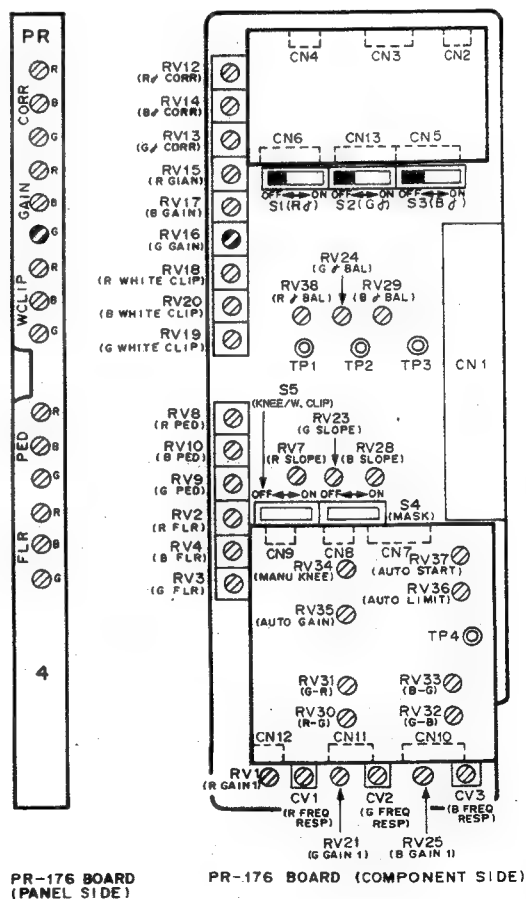 PR
CORR
R
B
G
GAIN
R
B
G
WCLIP
R
B
G
PED
R
B
G
FLR
R
B
G
4
PR-176 BOARD
(PANEL SIDE)
CN4
CN3
CN2
RV12
(R♂ CORR)
RV14
(B♂ CORR)
RV13
(G♂ CORR)
RV15
(R GIAN)
RV17
(B GAIN)
RV16
(G GAIN)
RV18
(R WHITE CLIP)
RV20
(B WHITE CLIP)
RV19
(G WHITE CLIP)
CN6
CN13
CN5
OFF ↔ ON
S1(R♂)
OFF ↔ ON
S2(G♂)
OFF ↔ ON
S3(B♂)
RV24
(G ♂ BAL)
RV38
(R ♂ BAL)
RV29
(B ♂ BAL)
TP1
TP2
TP3
CN1
S5
(KNEE/W. CLIP)
RV23
(G SLOPE)
RV7
(R SLOPE)
RV28
(B SLOPE)
OFF ↔ ON
OFF ↔ ON
S4
(MASK)
RV8
(R PED)
RV10
(B PED)
RV9
(G PED)
RV2
(R FLR)
RV4
(B FLR)
RV3
(G FLR)
CN9
CN8
CN7
RV34
(MANU KNEE)
RV37
(AUTO START)
RV36
(AUTO LIMIT)
RV35
(AUTO GAIN)
TP4
RV31
(G-R)
RV33
(B-G)
RV30
(R-G)
RV32
(G-B)
CN12
CN11
CN10
RV1
(R GAIN1)
CV1
(R FREQ
RESP)
CV2
(G FREQ
RESP)
CV3
(B FREQ
RESP)
RV21
(G GAIN 1)
RV25
(B GAIN 1)
PR-176 BOARD (COMPONENT SIDE)